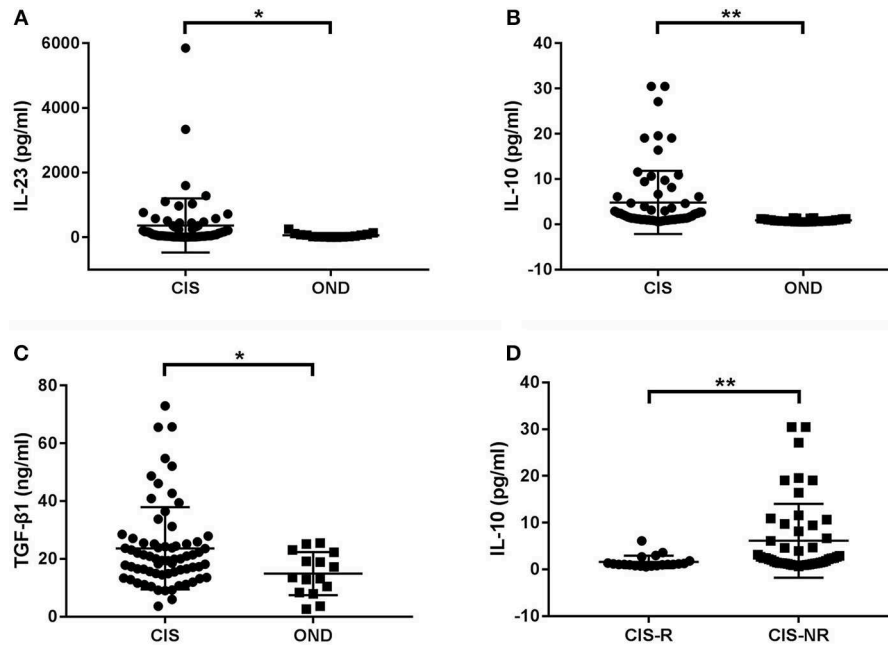 A
*
IL-23 (pg/ml)
6000
4000
2000
0
CIS
OND
B
**
IL-10 (pg/ml)
40
30
20
10
0
-10
CIS
OND
C
*
TGF-β1 (ng/ml)
80
60
40
20
0
CIS
OND
D
**
IL-10 (pg/ml)
40
30
20
10
0
-10
CIS-R
CIS-NR